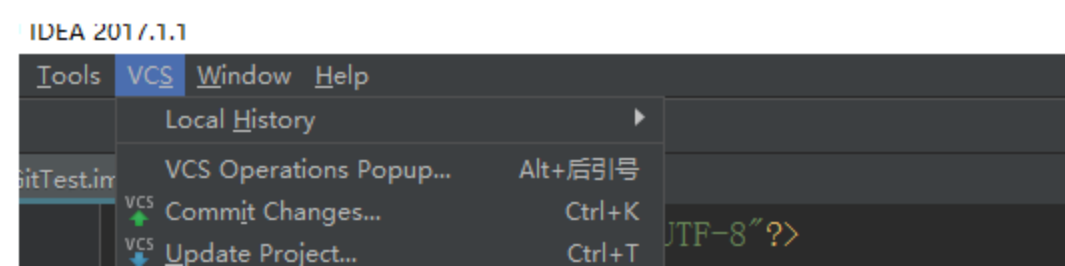 IDEA 2017.1.1
Tools VCS Window Help
Local History
VCS Operations Popup... Alt+后引号
GitTest.im
VCS Commit Changes... Ctrl+K
UTF-8"?>
VCS Update Project... Ctrl+T